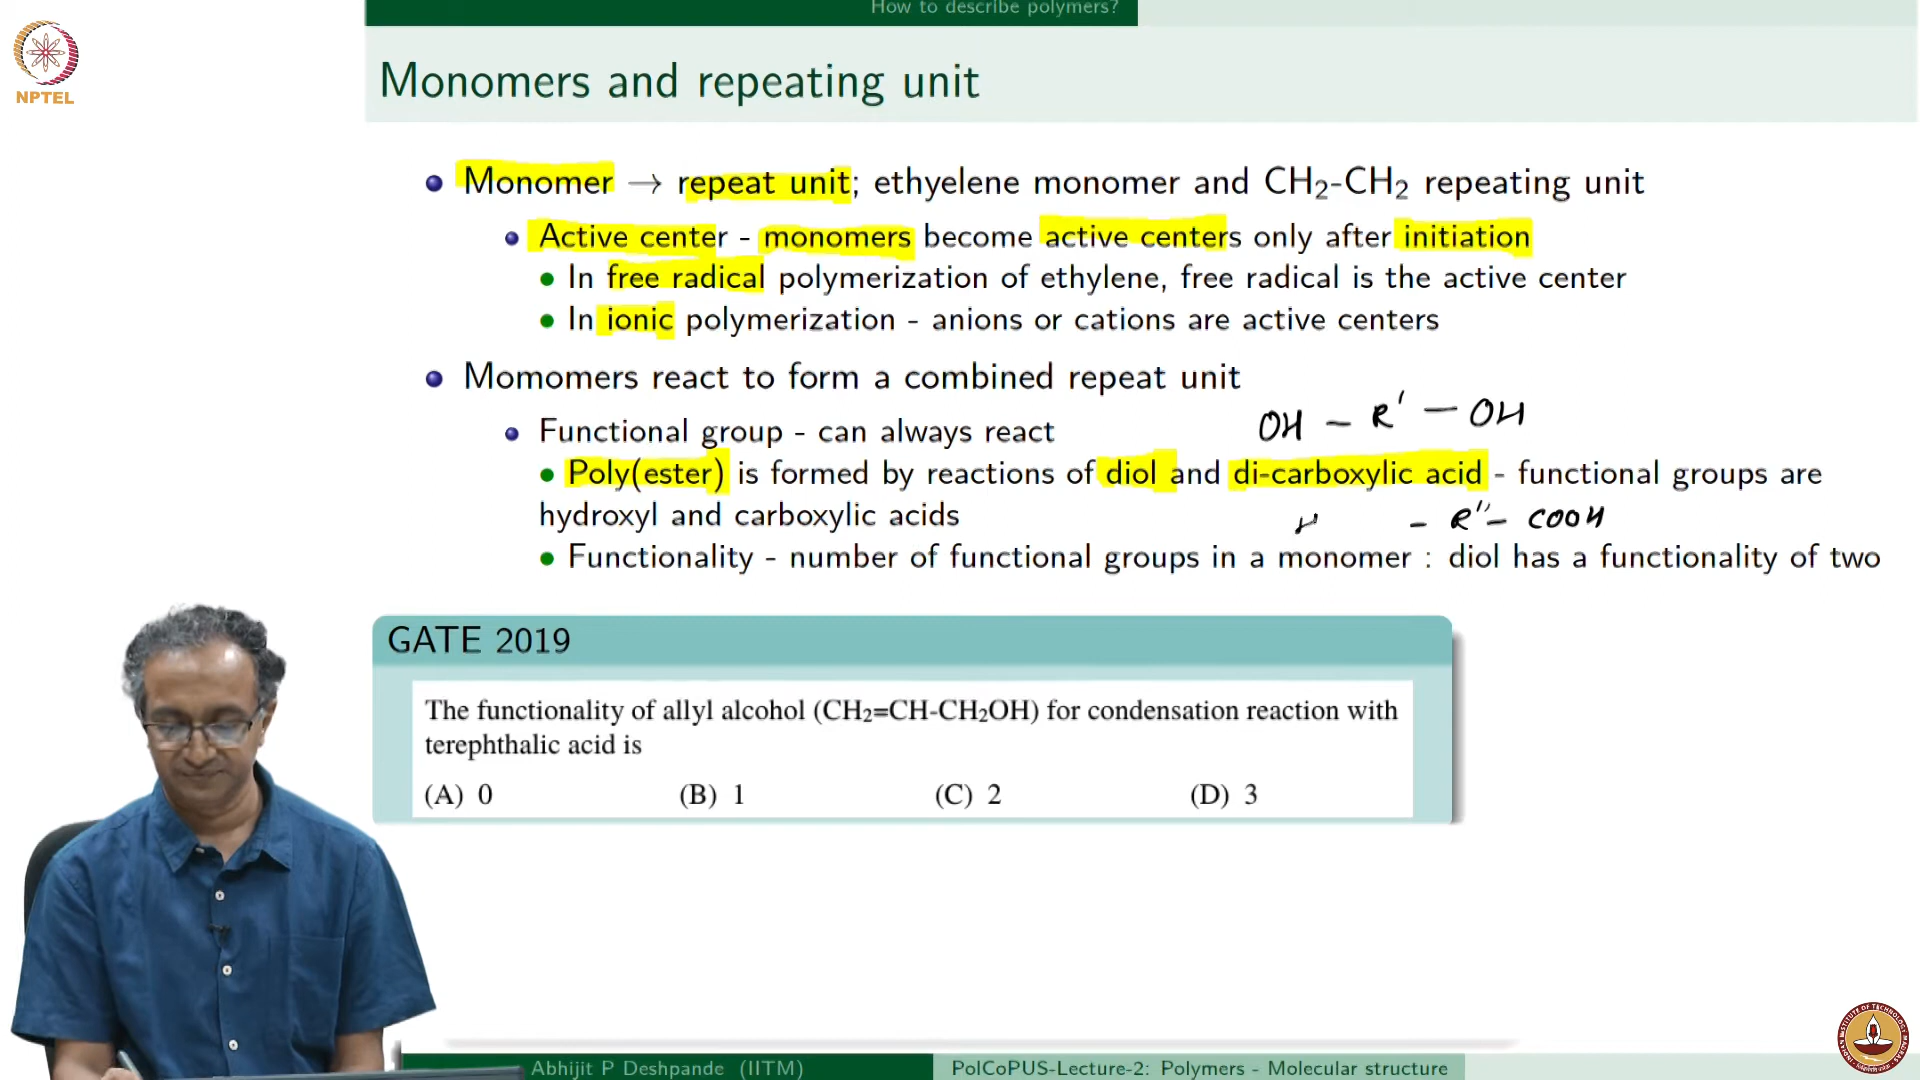 How to describe polymers?
NPTEL
Monomers and repeating unit
Monomer → repeat unit; ethyelene monomer and CH₂-CH₂ repeating unit
Active center - monomers become active centers only after initiation
In free radical polymerization of ethylene, free radical is the active center
In ionic polymerization - anions or cations are active centers
Momomers react to form a combined repeat unit
OH - R' - OH
Functional group - can always react
Poly(ester) is formed by reactions of diol and di-carboxylic acid - functional groups are
hydroxyl and carboxylic acids
- R" - COOH
Functionality - number of functional groups in a monomer : diol has a functionality of two
GATE 2019
The functionality of allyl alcohol (CH₂=CH-CH₂OH) for condensation reaction with
terephthalic acid is
(A) 0 (B) 1 (C) 2 (D) 3
Abhijit P Deshpande (IITM) PolCoPUS-Lecture-2: Polymers - Molecular structure